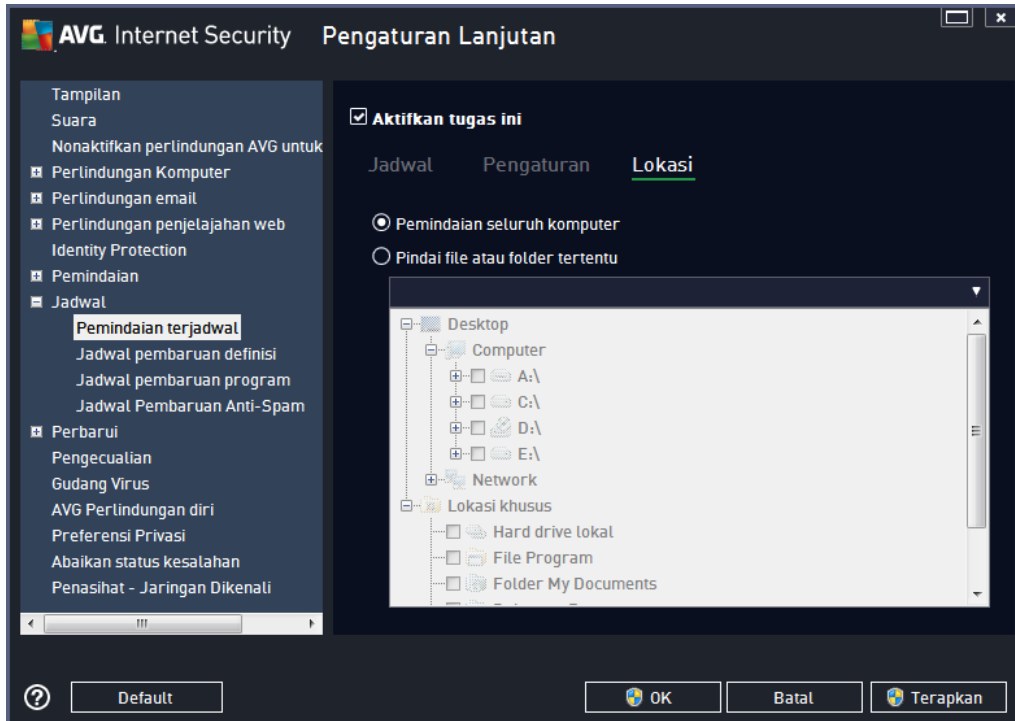 AVG. Internet Security Pengaturan Lanjutan
Tampilan
Suara
Nonaktifkan perlindungan AVG untuk
Perlindungan Komputer
Perlindungan email
Perlindungan penjelajahan web
Identity Protection
Pemindaian
Jadwal
Pemindaian terjadwal
Jadwal pembaruan definisi
Jadwal pembaruan program
Jadwal Pembaruan Anti-Spam
Perbarui
Pengecualian
Gudang Virus
AVG Perlindungan diri
Preferensi Privasi
Abaikan status kesalahan
Penasihat - Jaringan Dikenali
Aktifkan tugas ini
Jadwal Pengaturan Lokasi
Pemindaian seluruh komputer
Pindai file atau folder tertentu
Desktop
Computer
A:\
C:\
D:\
E:\
Network
Lokasi khusus
Hard drive lokal
File Program
Folder My Documents
Default
OK
Batal
Terapkan